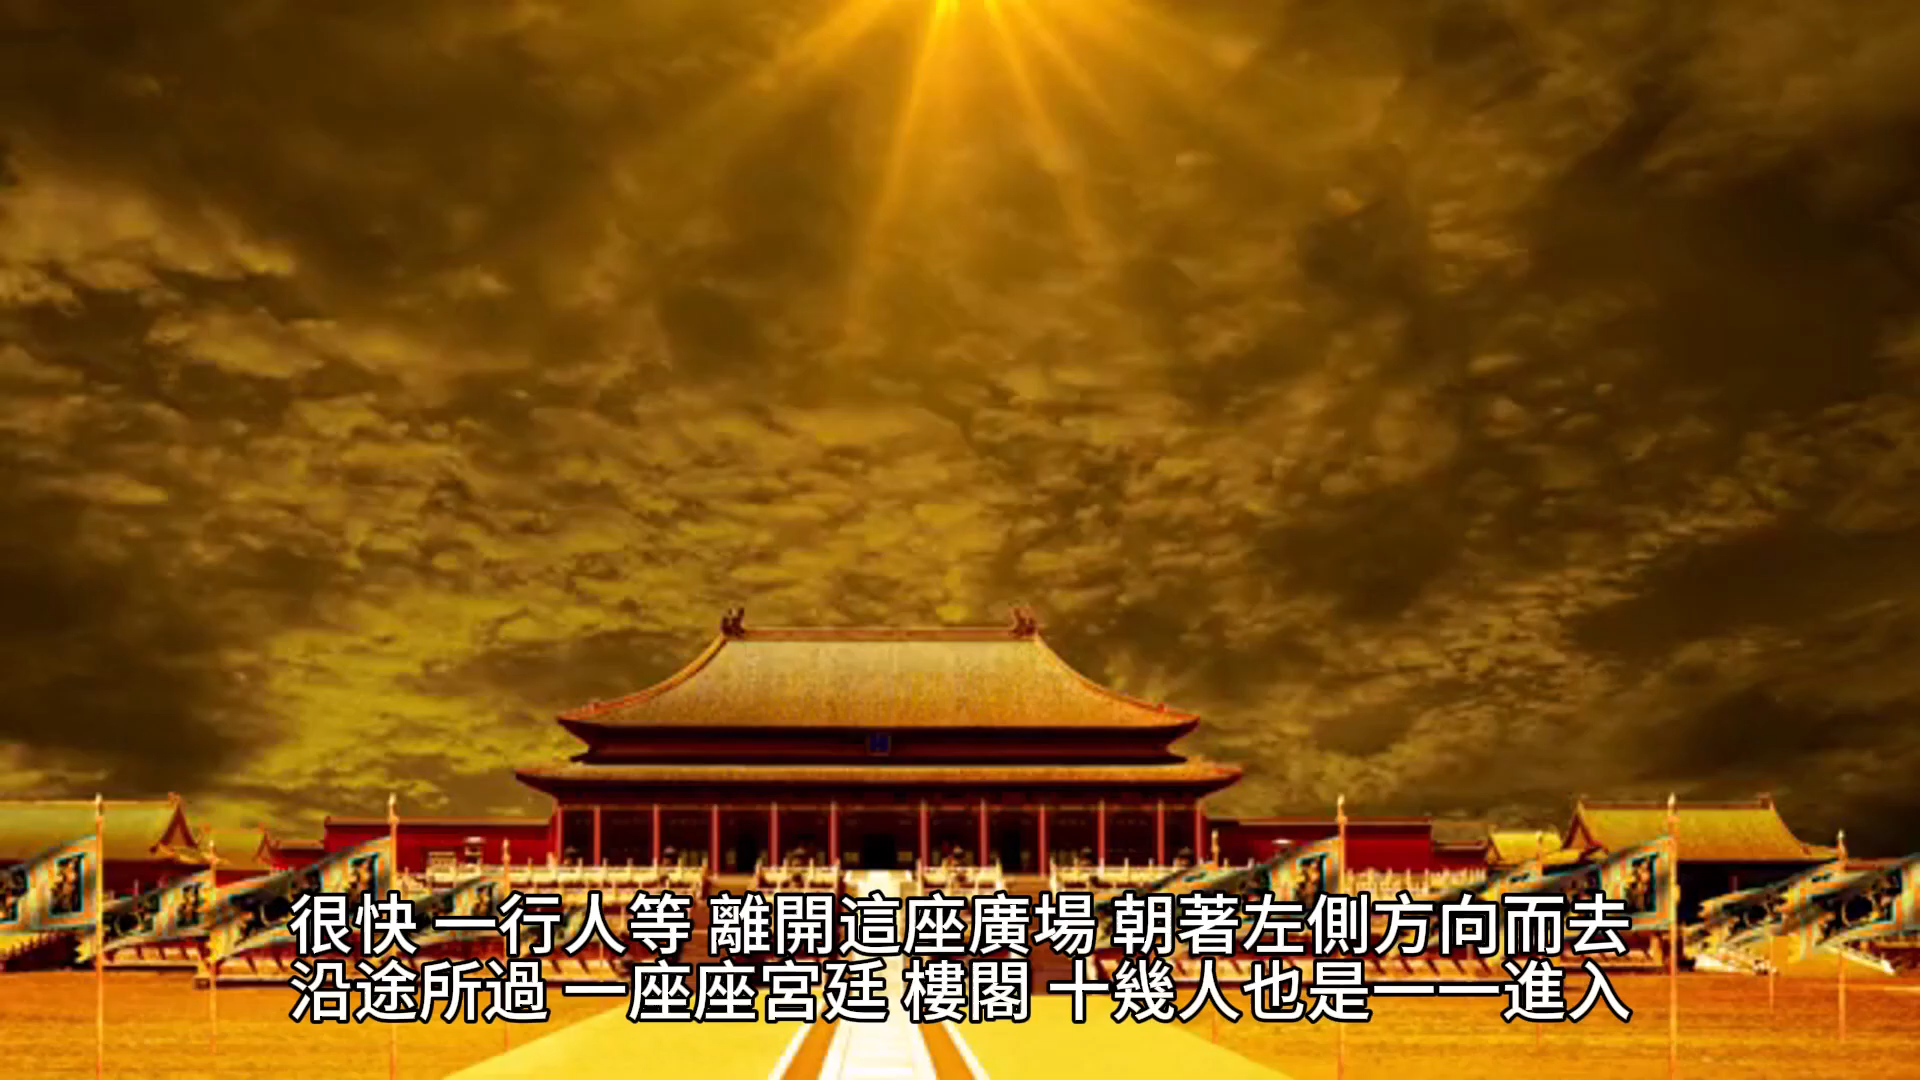 很快 一行人等 離開這座廣場 朝著左側方向而去
沿途所過 一座座宮廷 樓閣 十幾人也是一一進入